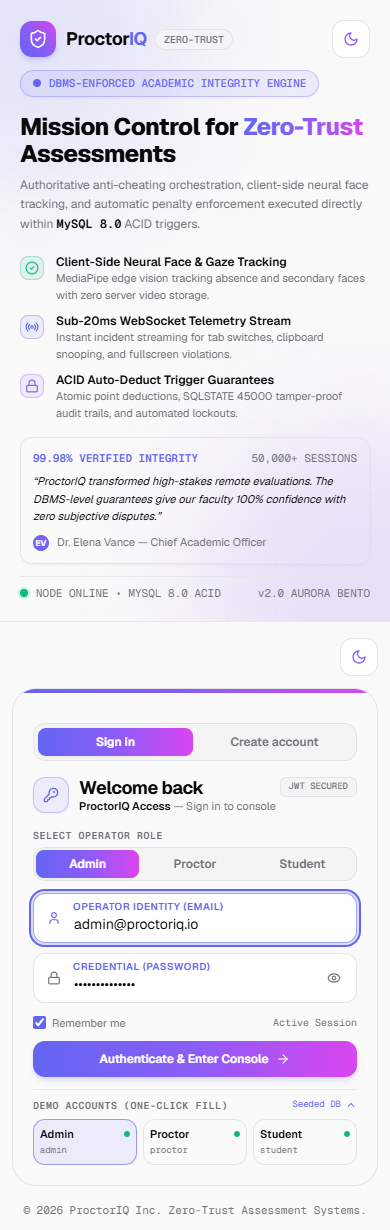 ProctorIQ ZERO-TRUST
DBMS-ENFORCED ACADEMIC INTEGRITY ENGINE
Mission Control for Zero-Trust
Assessments
Authoritative anti-cheating orchestration, client-side neural face
tracking, and automatic penalty enforcement executed directly
within MySQL 8.0 ACID triggers.
Client-Side Neural Face & Gaze Tracking
MediaPipe edge vision tracking absence and secondary faces
with zero server video storage.
Sub-20ms WebSocket Telemetry Stream
Instant incident streaming for tab switches, clipboard
snooping, and fullscreen violations.
ACID Auto-Deduct Trigger Guarantees
Atomic point deductions, SQLSTATE 45000 tamper-proof
audit trails, and automated lockouts.
99.98% VERIFIED INTEGRITY 50,000+ SESSIONS
“ProctorIQ transformed high-stakes remote evaluations. The
DBMS-level guarantees give our faculty 100% confidence with
zero subjective disputes.”
EV Dr. Elena Vance — Chief Academic Officer
NODE ONLINE • MYSQL 8.0 ACID v2.0 AURORA BENTO
Sign in Create account
Welcome back JWT SECURED
ProctorIQ Access — Sign in to console
SELECT OPERATOR ROLE
Admin Proctor Student
OPERATOR IDENTITY (EMAIL)
admin@proctoriq.io
CREDENTIAL (PASSWORD)
••••••••••••••
Remember me Active Session
Authenticate & Enter Console →
DEMO ACCOUNTS (ONE-CLICK FILL) Seeded DB
Admin Proctor Student
admin proctor student
© 2026 ProctorIQ Inc. Zero-Trust Assessment Systems.